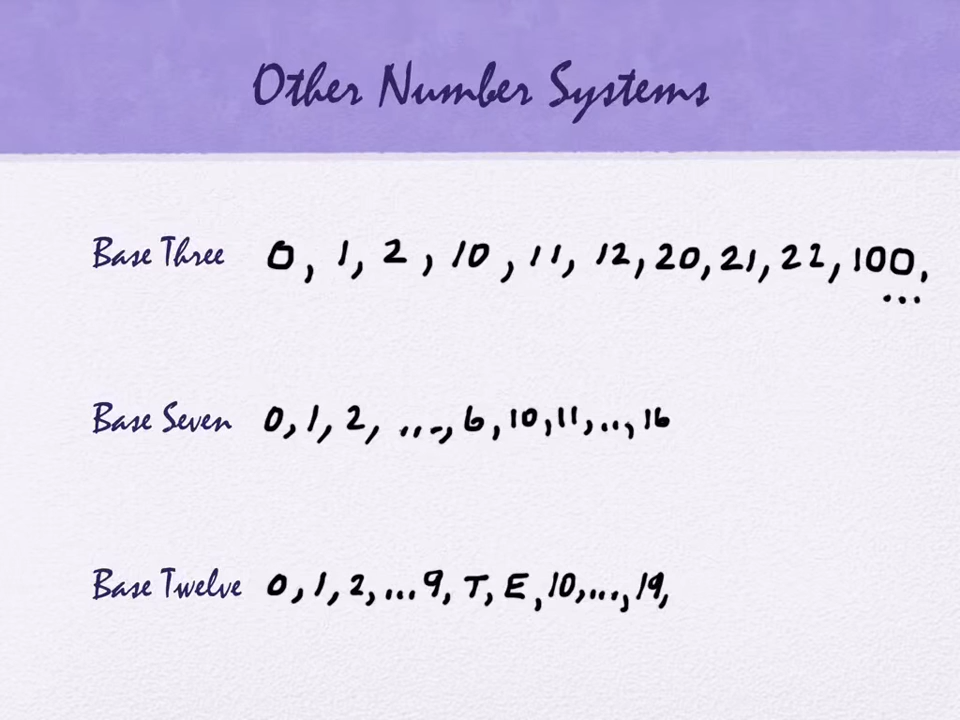 Other Number Systems
Base Three 0, 1, 2, 10, 11, 12, 20, 21, 22, 100,
...
Base Seven 0, 1, 2, ..., 6, 10, 11, ..., 16
Base Twelve 0, 1, 2, ... 9, T, E, 10, ..., 19,